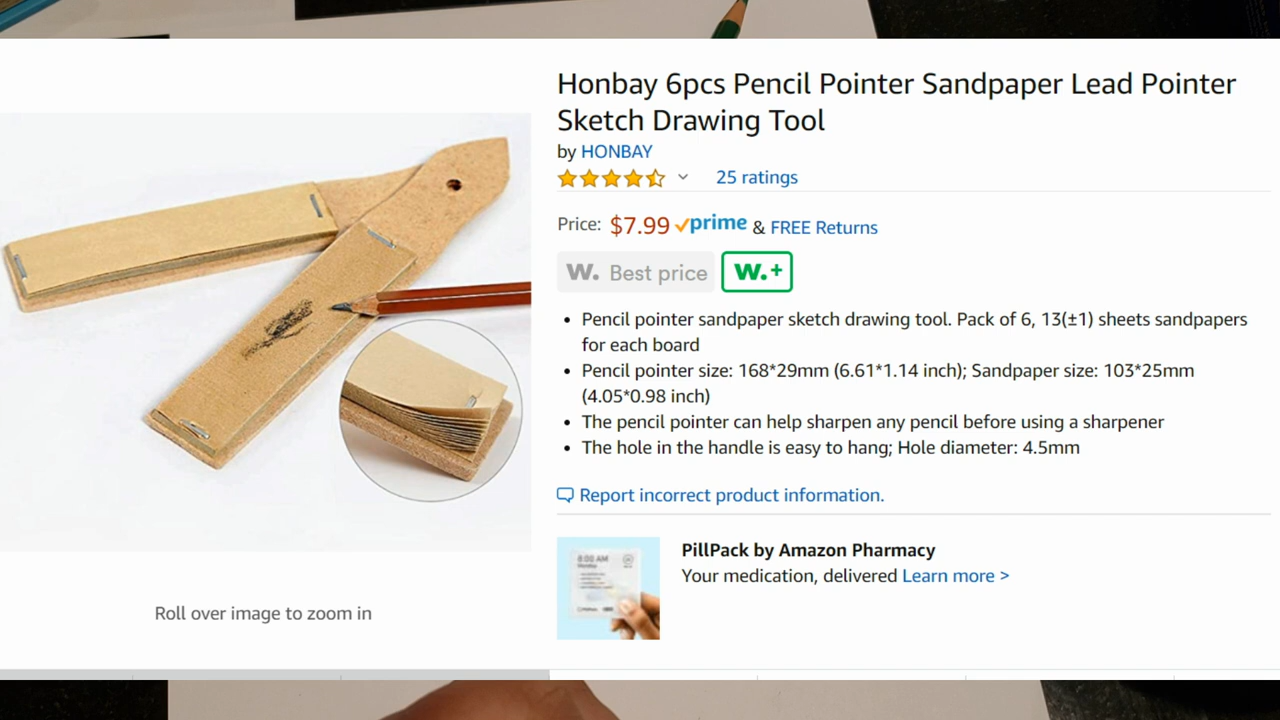 Honbay 6pcs Pencil Pointer Sandpaper Lead Pointer
Sketch Drawing Tool
by HONBAY
25 ratings
Price: $7.99 prime & FREE Returns
W. Best price W.+
• Pencil pointer sandpaper sketch drawing tool. Pack of 6, 13(±1) sheets sandpapers
for each board
• Pencil pointer size: 168*29mm (6.61*1.14 inch); Sandpaper size: 103*25mm
(4.05*0.98 inch)
• The pencil pointer can help sharpen any pencil before using a sharpener
• The hole in the handle is easy to hang; Hole diameter: 4.5mm
Report incorrect product information.
8:00 AM
PillPack by Amazon Pharmacy
Your medication, delivered Learn more >
Roll over image to zoom in